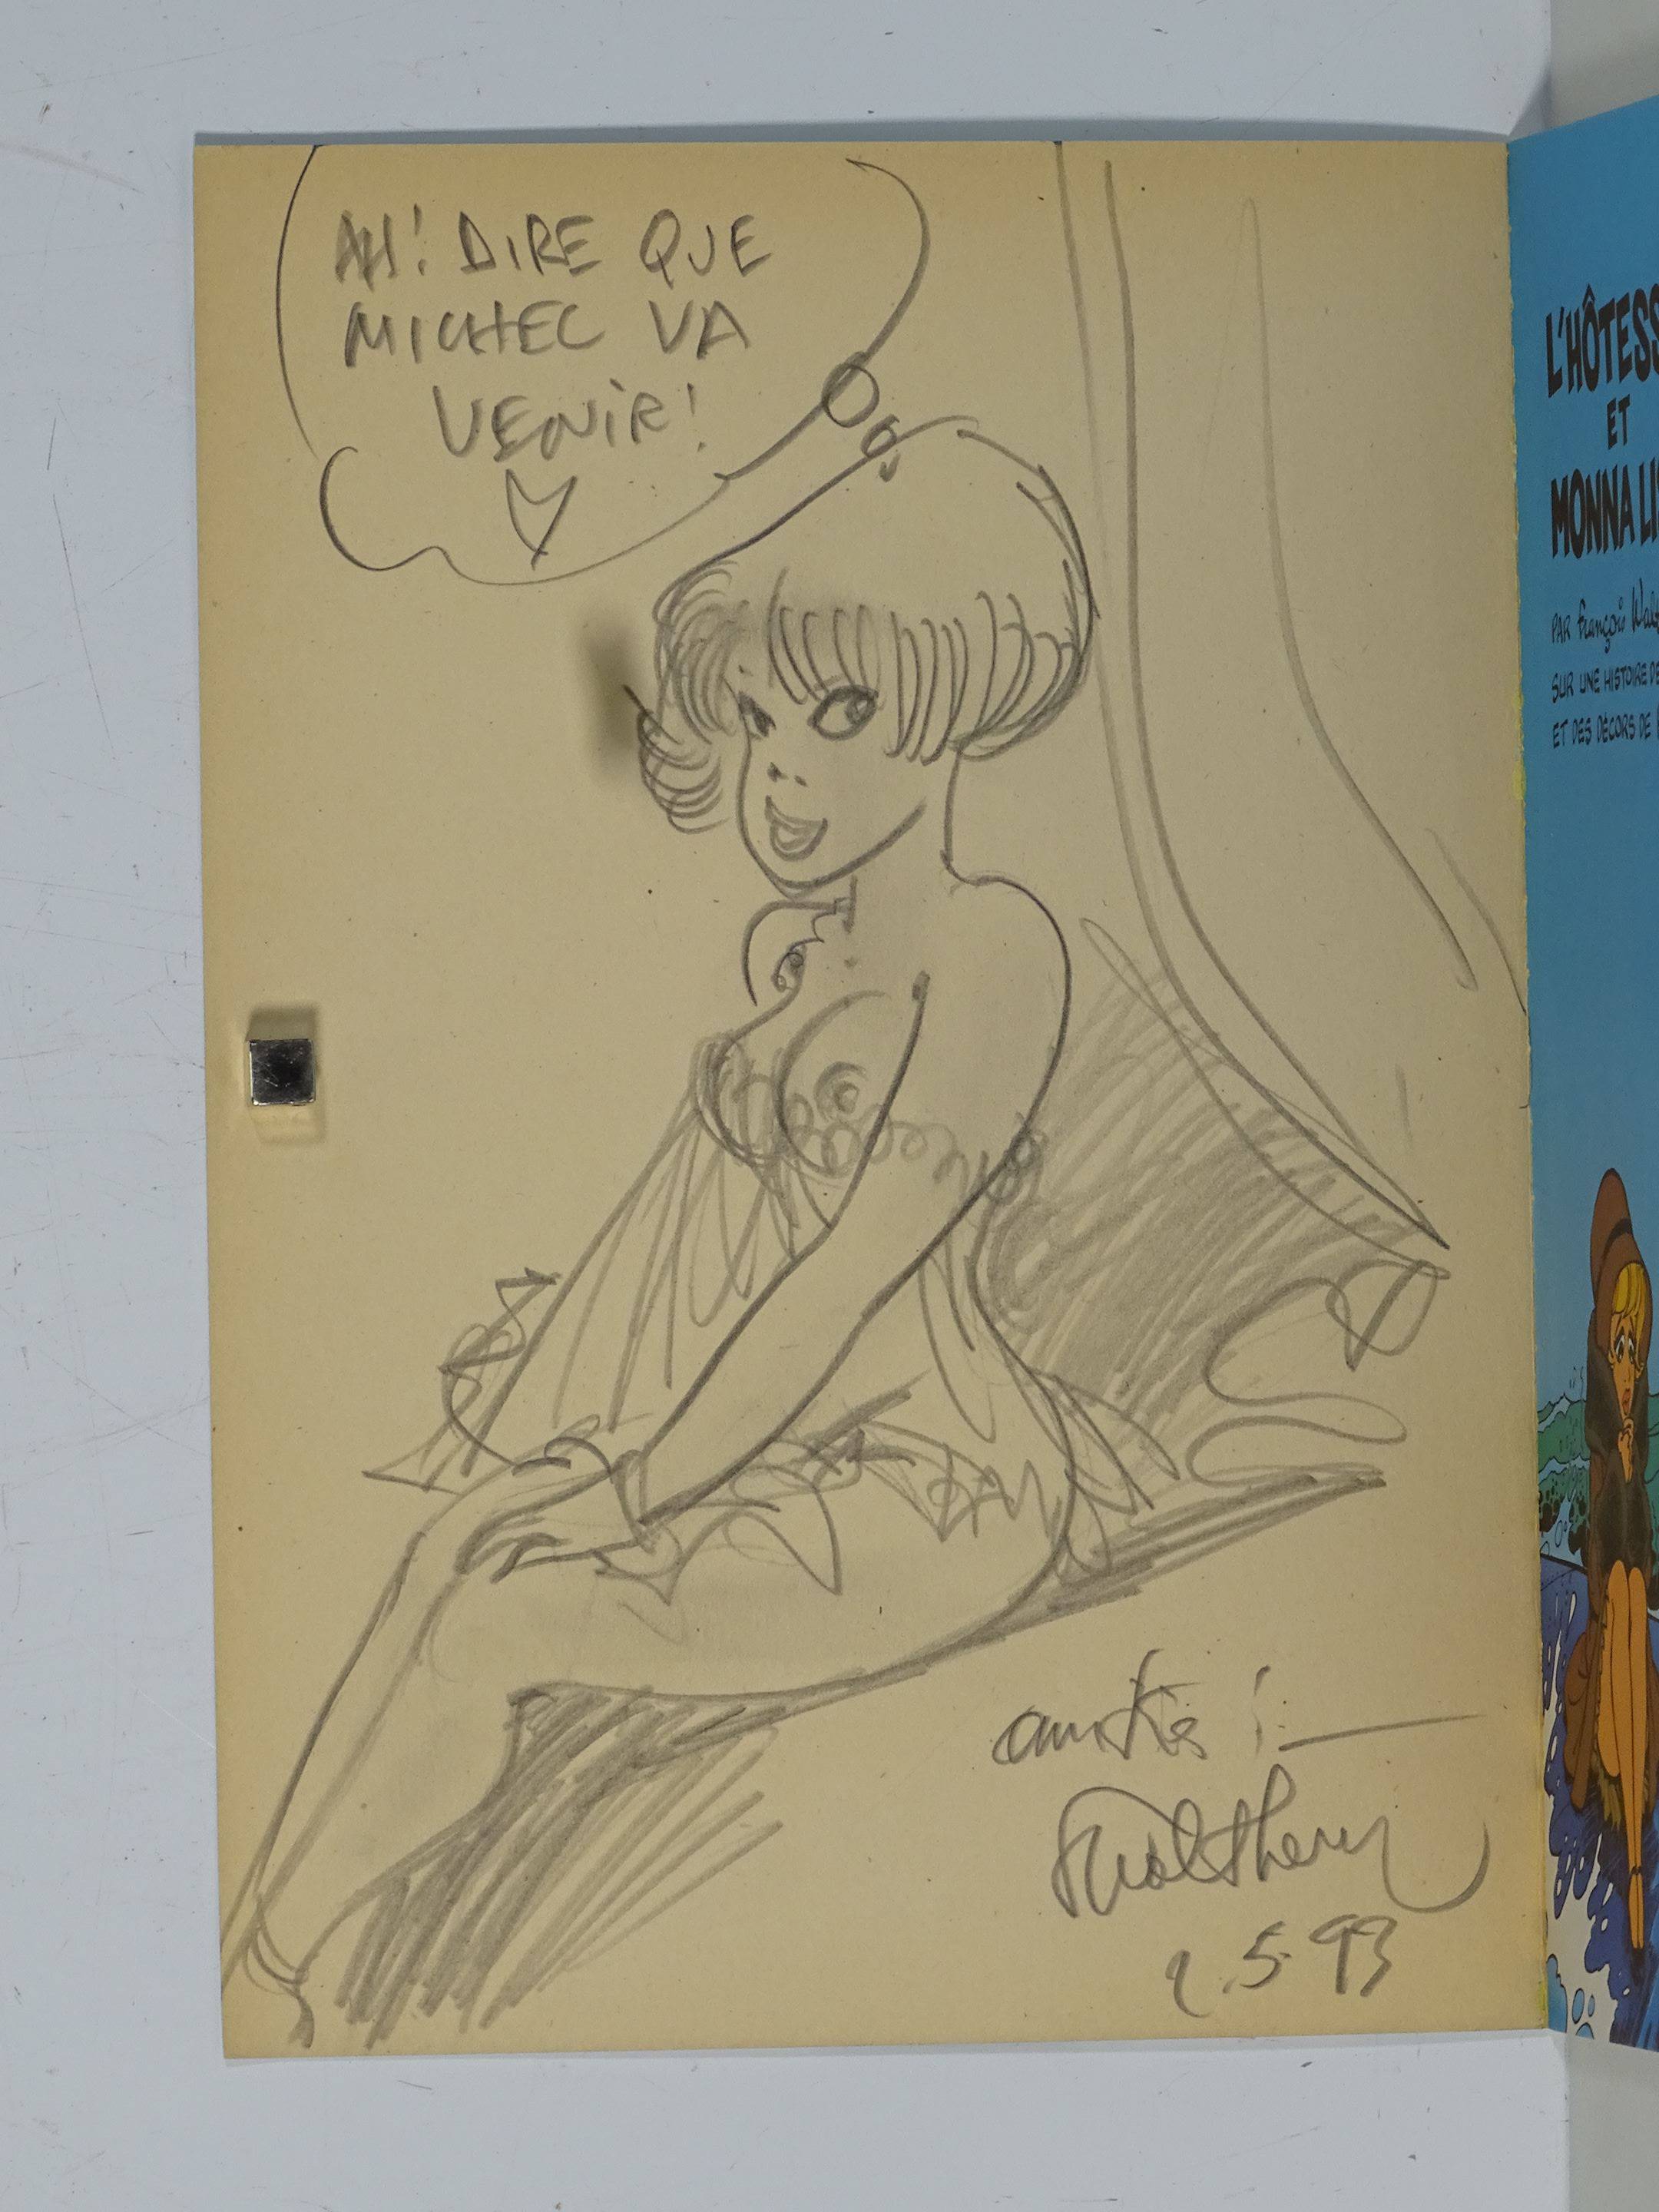 AH! DIRE QUE
MICHEL VA
VENIR!
amitiés!
Walthery
2.5.93
L'HÔTESS
ET
MONNA LI
PAR François Walt
SUR UNE HISTOIRE DE
ET DES DÉCORS DE